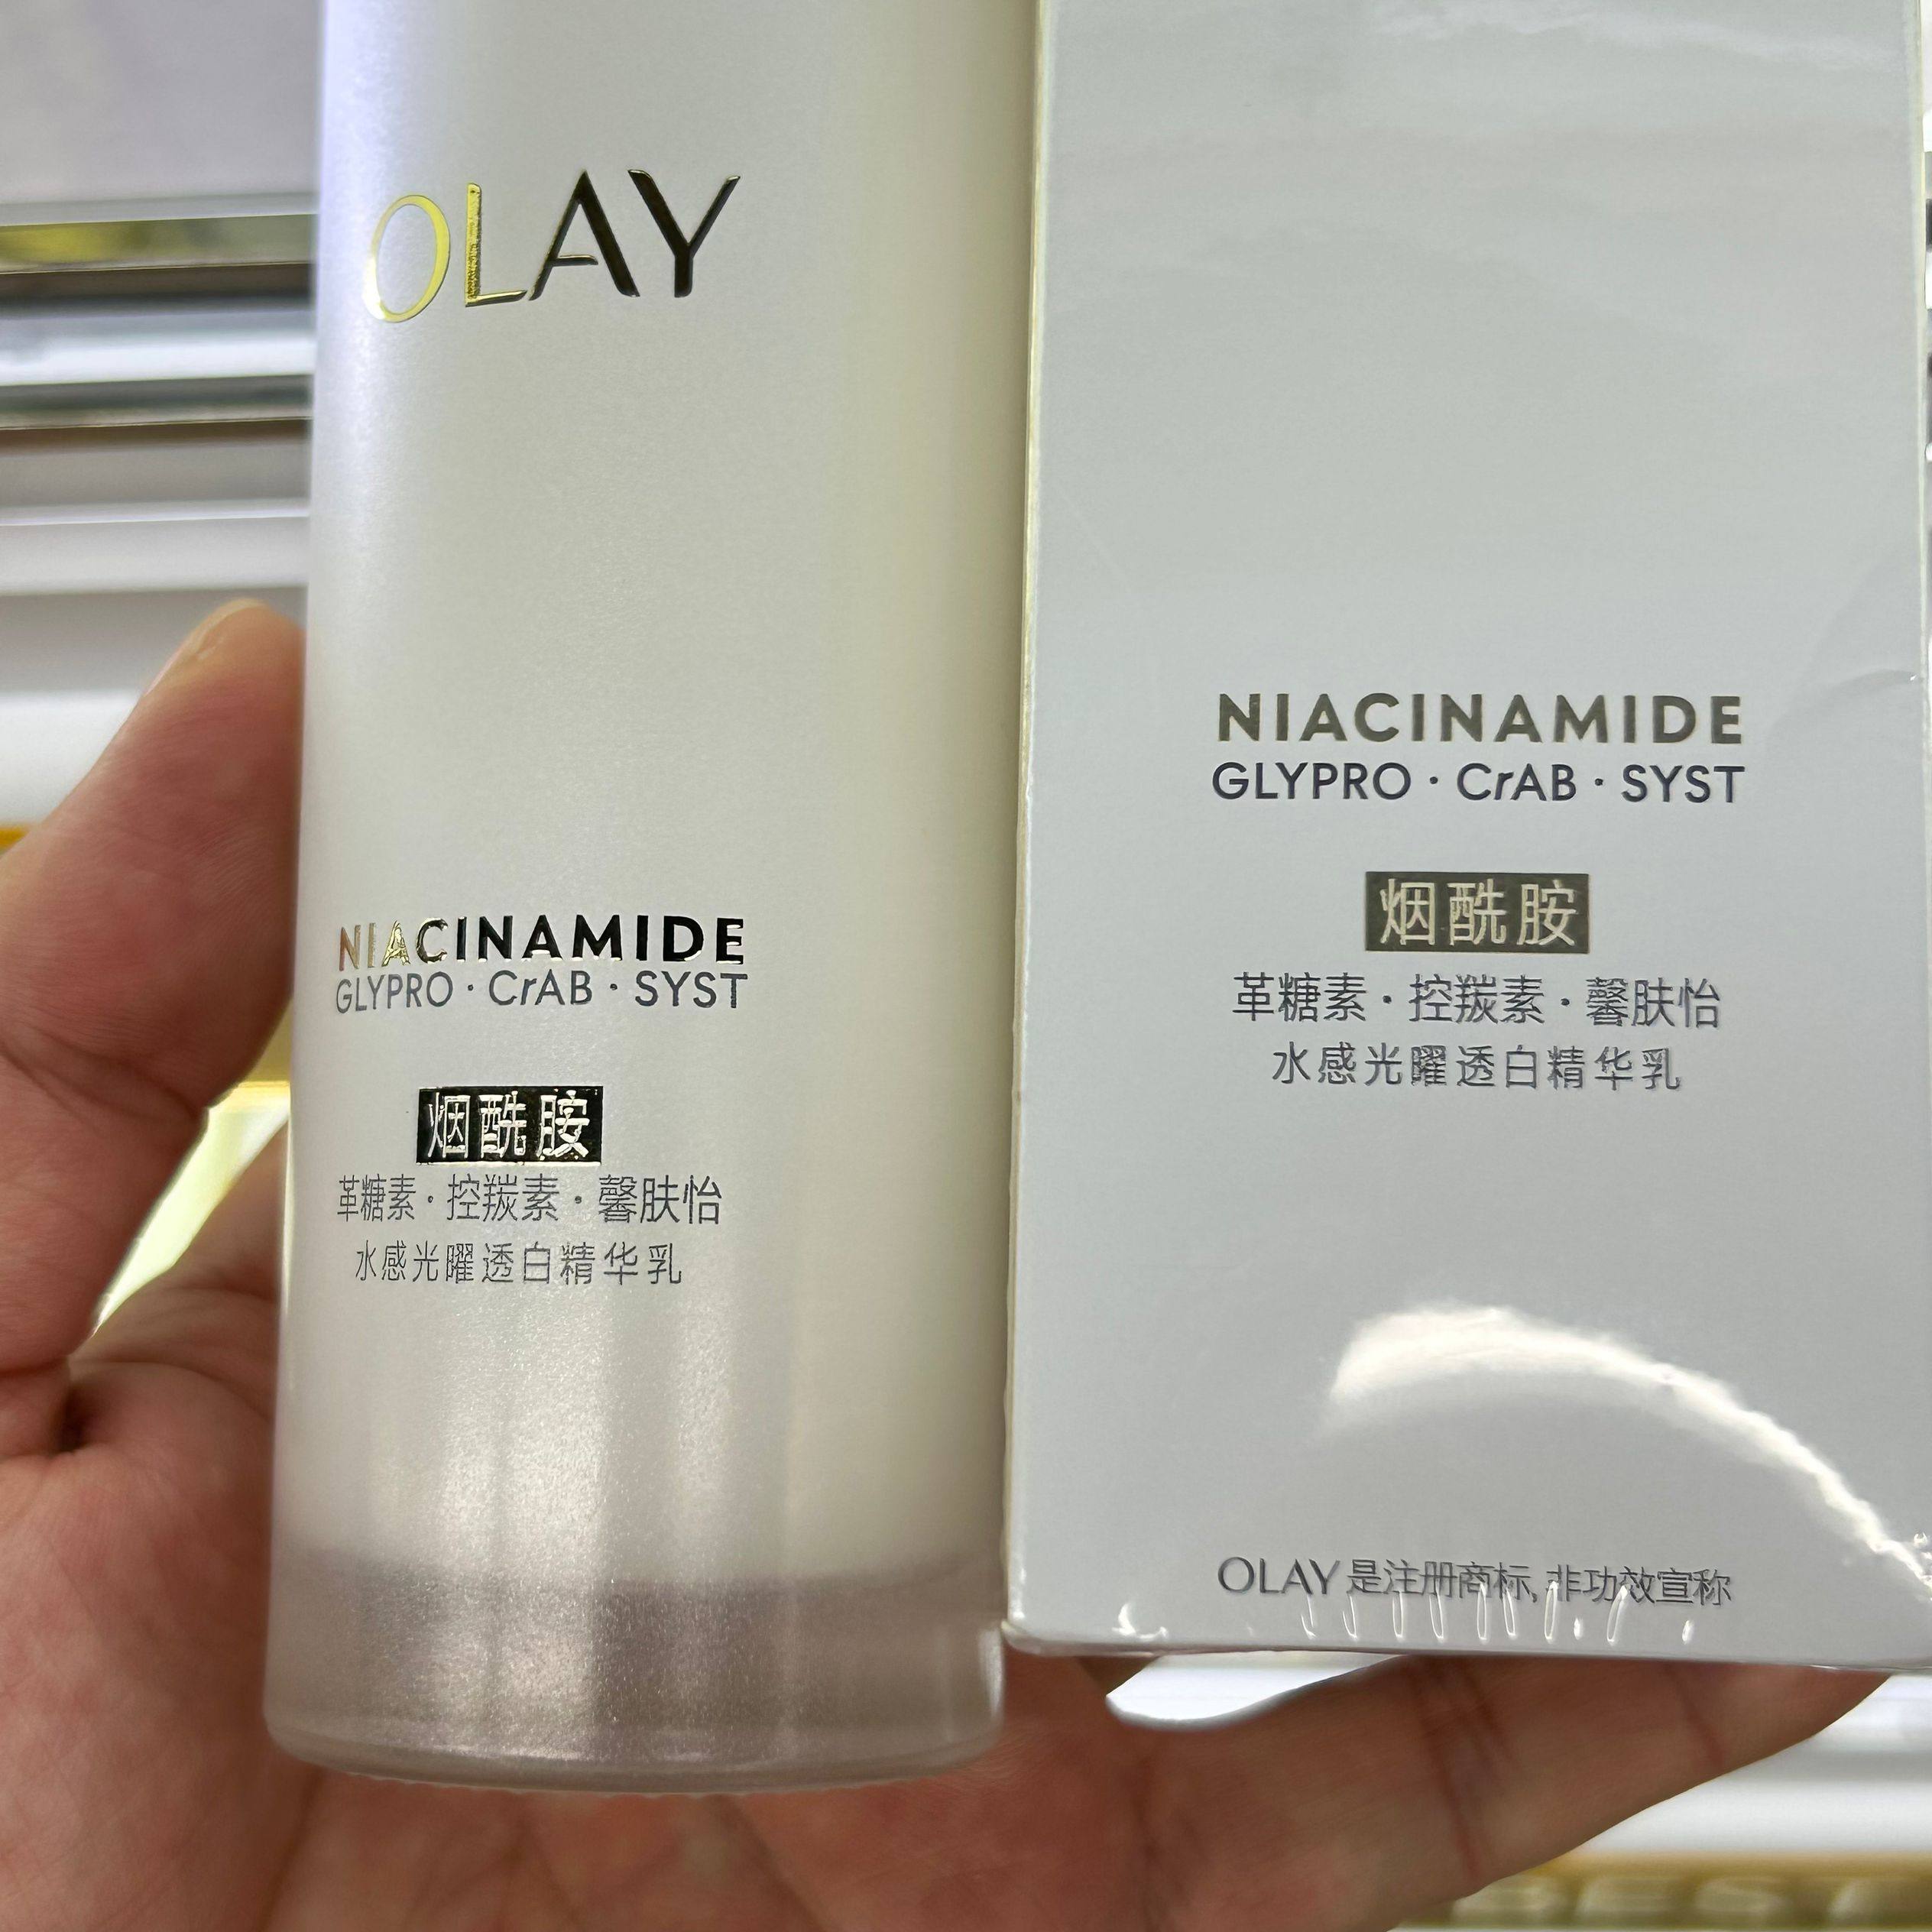 OLAY
NIACINAMIDE
GLYPRO · CrAB · SYST
烟酰胺
革糖素 · 控羰素 · 馨肤怡
水感光曜透白精华乳
NIACINAMIDE
GLYPRO · CrAB · SYST
烟酰胺
革糖素 · 控羰素 · 馨肤怡
水感光曜透白精华乳
OLAY 是注册商标, 非功效宣称